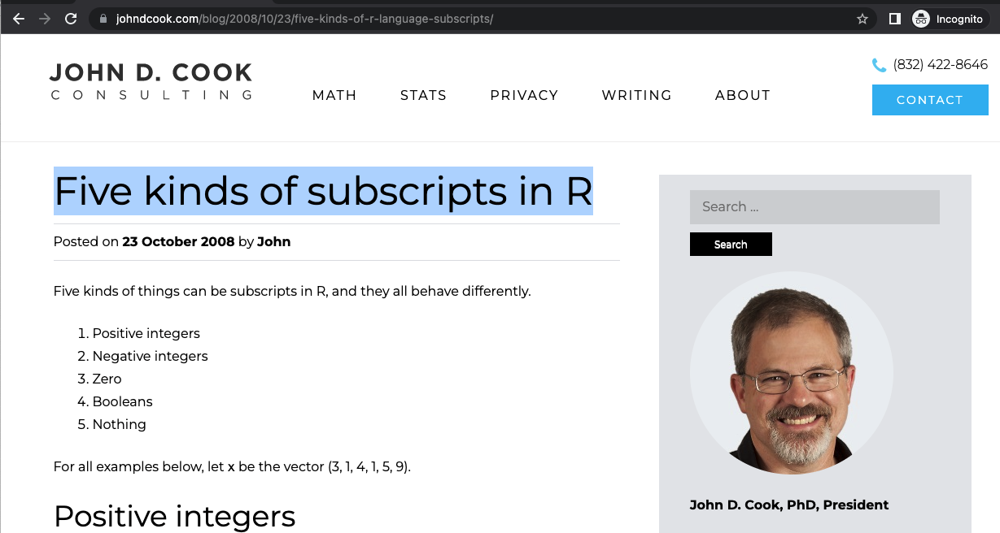 johndcook.com/blog/2008/10/23/five-kinds-of-r-language-subscripts/
Incognito
JOHN D. COOK
CONSULTING
MATH STATS PRIVACY WRITING ABOUT
(832) 422-8646
CONTACT
Five kinds of subscripts in R
Posted on 23 October 2008 by John
Five kinds of things can be subscripts in R, and they all behave differently.
1. Positive integers
2. Negative integers
3. Zero
4. Booleans
5. Nothing
For all examples below, let x be the vector (3, 1, 4, 1, 5, 9).
Positive integers
Search ...
Search
John D. Cook, PhD, President